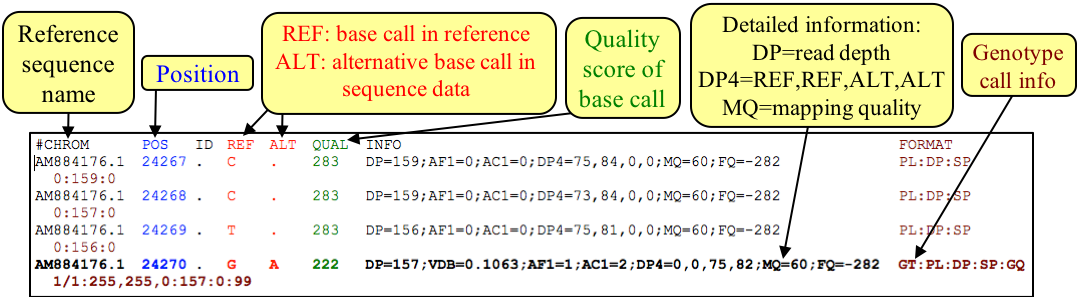 Reference
sequence
name
Position
REF: base call in reference
ALT: alternative base call in
sequence data
Quality
score of
base call
Detailed information:
DP=read depth
DP4=REF,REF,ALT,ALT
MQ=mapping quality
Genotype
call info
#CHROM POS ID REF ALT QUAL INFO FORMAT
AM884176.1 24267 . C . 283 DP=159;AF1=0;AC1=0;DP4=75,84,0,0;MQ=60;FQ=-282 PL:DP:SP
0:159:0
AM884176.1 24268 . C . 283 DP=159;AF1=0;AC1=0;DP4=73,84,0,0;MQ=60;FQ=-282 PL:DP:SP
0:157:0
AM884176.1 24269 . T . 283 DP=156;AF1=0;AC1=0;DP4=75,81,0,0;MQ=60;FQ=-282 PL:DP:SP
0:156:0
AM884176.1 24270 . G A 222 DP=157;VDB=0.1063;AF1=1;AC1=2;DP4=0,0,75,82;MQ=60;FQ=-282 GT:PL:DP:SP:GQ
1/1:255,255,0:157:0:99